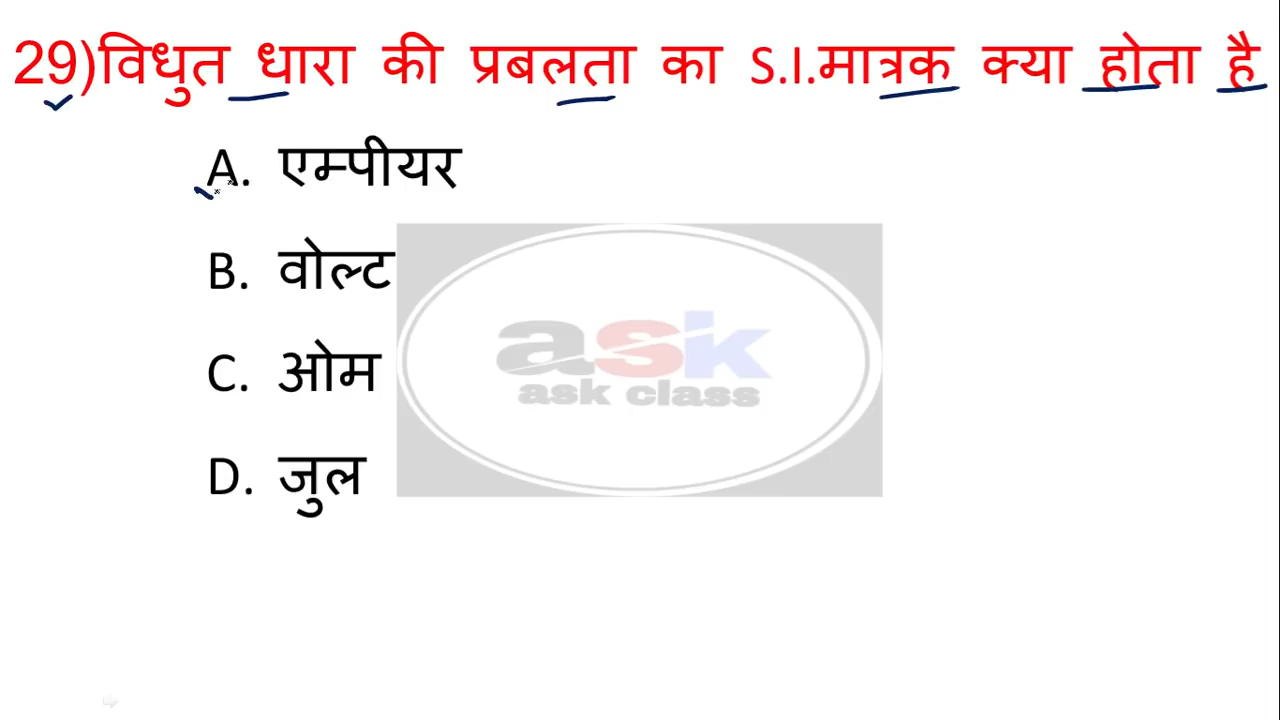 29)विधुत धारा की प्रबलता का S.I.मात्रक क्या होता है
A. एम्पीयर
B. वोल्ट
C. ओम
D. जुल
ask
ask class